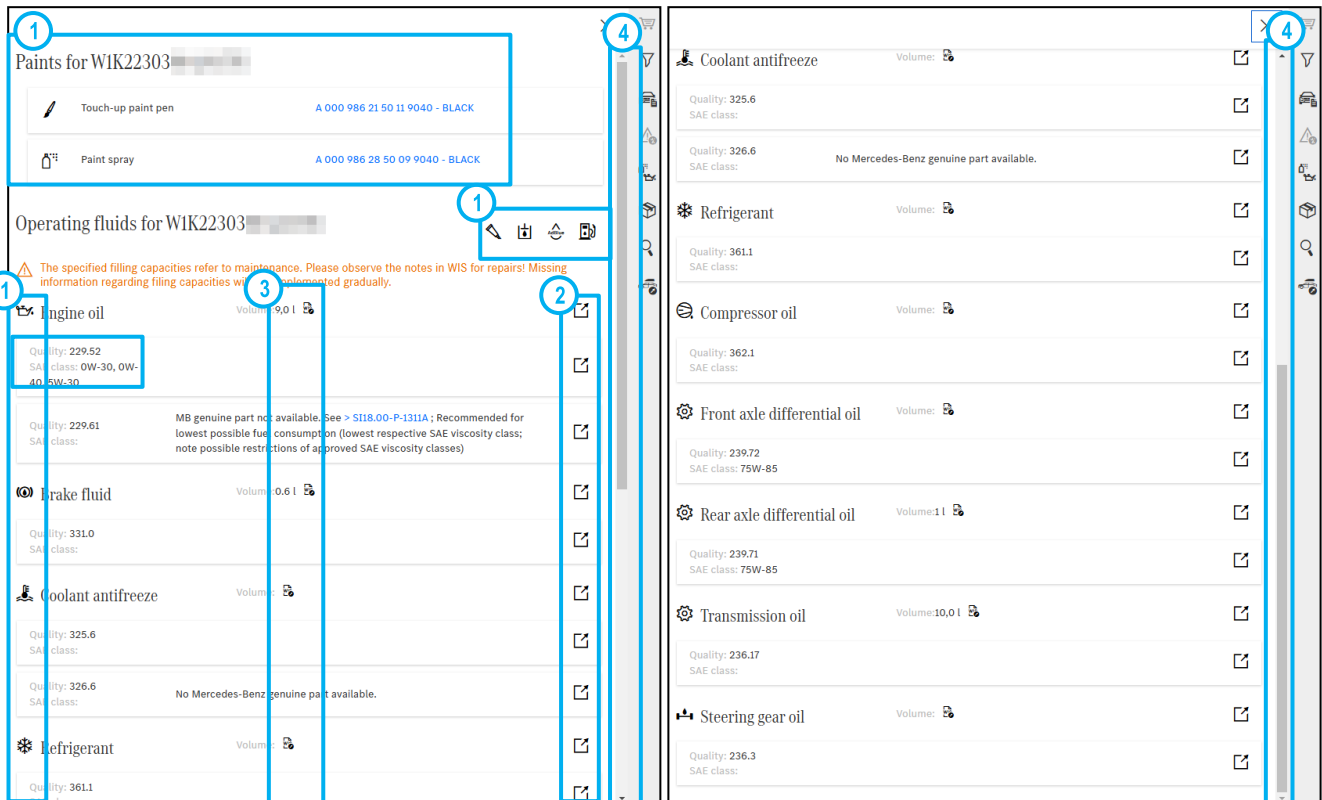 1
4
Paints for W1K22303
Touch-up paint pen
A 000 986 21 50 11 9040 - BLACK
Paint spray
A 000 986 28 50 09 9040 - BLACK
1
Operating fluids for W1K22303
The specified filling capacities refer to maintenance. Please observe the notes in WIS for repairs! Missing
information regarding filing capacities
gradually.
1
3
2
Engine oil
Volume:9,0 l
Quality: 229.52
SAE class: 0W-30, 0W-
40, 5W-30
Quality: 229.61
SAE class:
MB genuine part not available. See > SI18.00-P-1311A ; Recommended for
lowest possible fuel consumption (lowest respective SAE viscosity class;
note possible restrictions of approved SAE viscosity classes)
Brake fluid
Volume:0.6 l
Quality: 331.0
SAE class:
Coolant antifreeze
Volume:
Quality: 325.6
SAE class:
Quality: 326.6
SAE class:
No Mercedes-Benz genuine part available.
Refrigerant
Volume:
Quality: 361.1
4
Coolant antifreeze
Volume:
Quality: 325.6
SAE class:
Quality: 326.6
SAE class:
No Mercedes-Benz genuine part available.
Refrigerant
Volume:
Quality: 361.1
SAE class:
Compressor oil
Volume:
Quality: 362.1
SAE class:
Front axle differential oil
Volume:
Quality: 239.72
SAE class: 75W-85
Rear axle differential oil
Volume:1 l
Quality: 239.71
SAE class: 75W-85
Transmission oil
Volume:10,0 l
Quality: 236.17
SAE class:
Steering gear oil
Volume:
Quality: 236.3
SAE class: